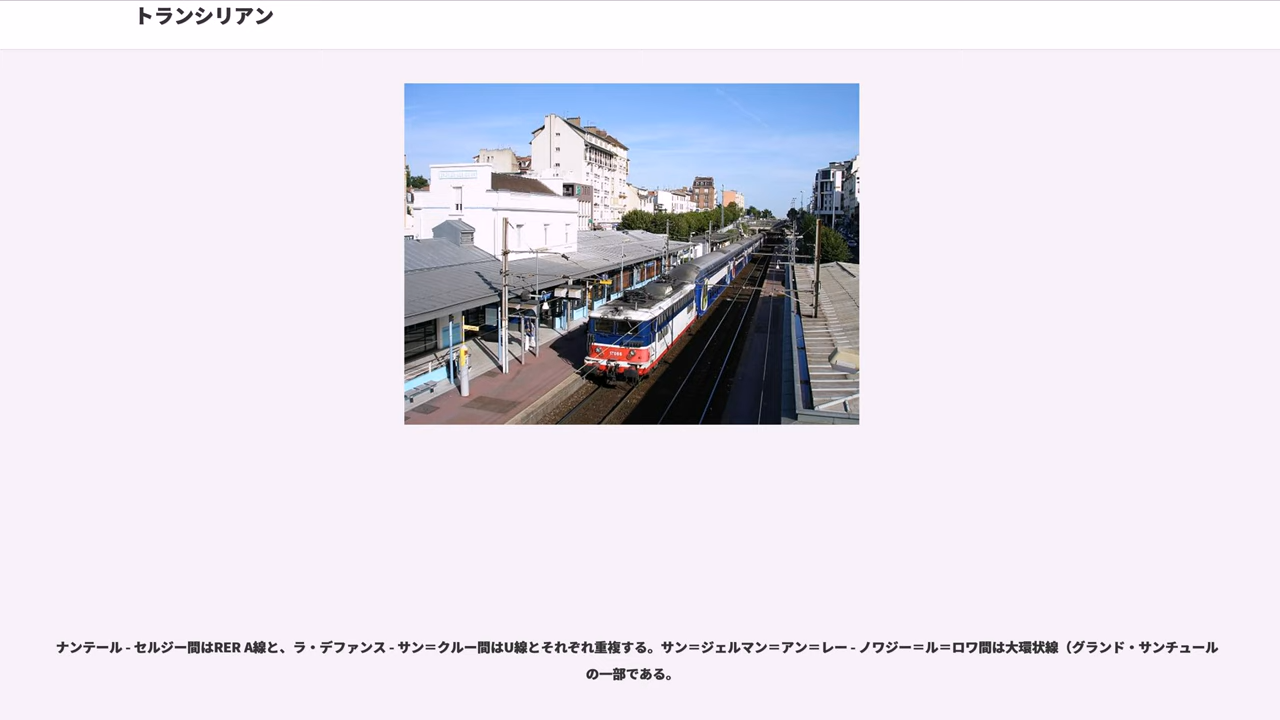 トランシリアン
ナンテール - セルジー間はRER A線と、ラ・デファンス - サン＝クルー間はU線とそれぞれ重複する。サン＝ジェルマン＝アン＝レー - ノワジー＝ル＝ロワ間は大環状線（グランド・サンチュール
の一部である。